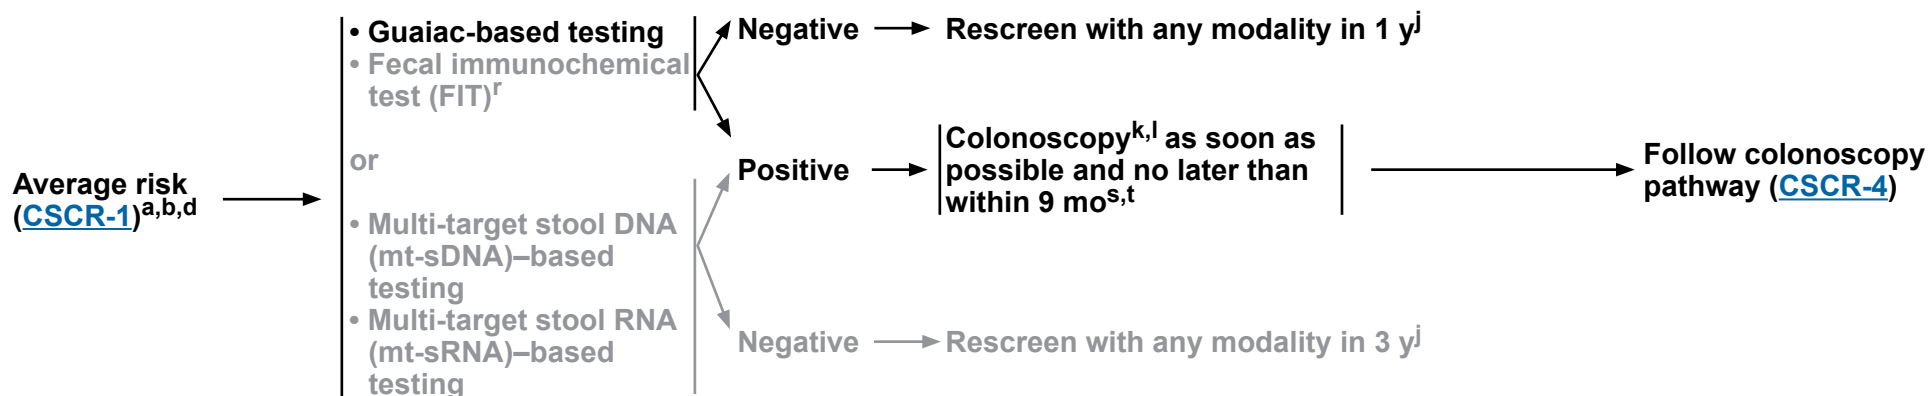 • Guaiac-based testing
• Fecal immunochemical
test (FIT)r
or
• Multi-target stool DNA
(mt-sDNA)–based
testing
• Multi-target stool RNA
(mt-sRNA)–based
testing
Average risk
(CSCR-1)a,b,d
Negative
Rescreen with any modality in 1 yj
Positive
Colonoscopyk,l as soon as
possible and no later than
within 9 mos,t
Follow colonoscopy
pathway (CSCR-4)
Negative
Rescreen with any modality in 3 yj